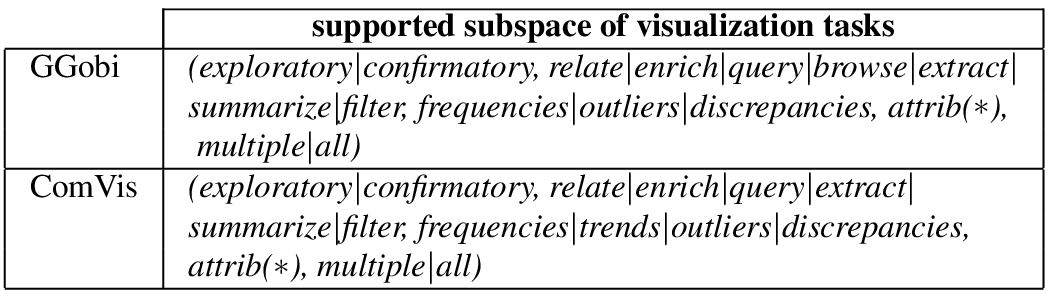 supported subspace of visualization tasks
GGobi (exploratory|confirmatory, relate|enrich|query|browse|extract|
summarize|filter, frequencies|outliers|discrepancies, attrib(∗),
multiple|all)
ComVis (exploratory|confirmatory, relate|enrich|query|extract|
summarize|filter, frequencies|trends|outliers|discrepancies,
attrib(∗), multiple|all)